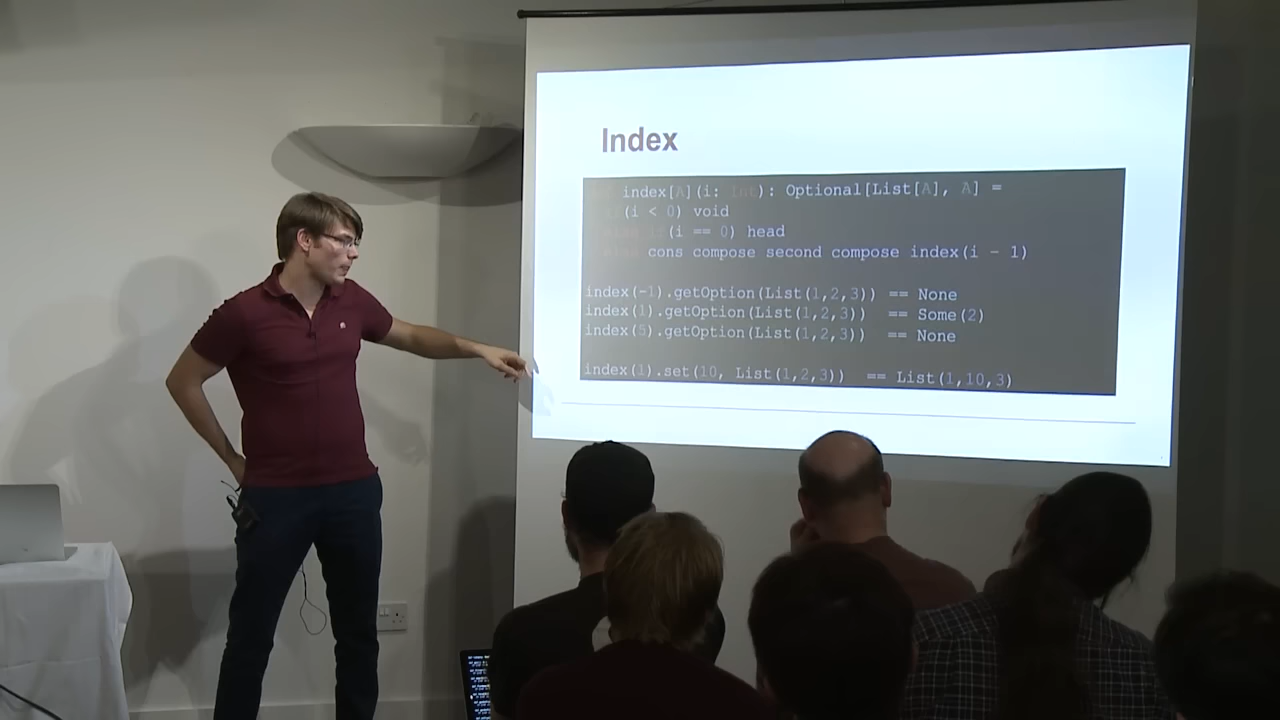 Index
index[A](i: Int): Optional[List[A], A] =
(i < 0) void
(i == 0) head
cons compose second compose index(i - 1)
index(-1).getOption(List(1,2,3)) == None
index(1).getOption(List(1,2,3)) == Some(2)
index(5).getOption(List(1,2,3)) == None
index(1).set(10, List(1,2,3)) == List(1,10,3)